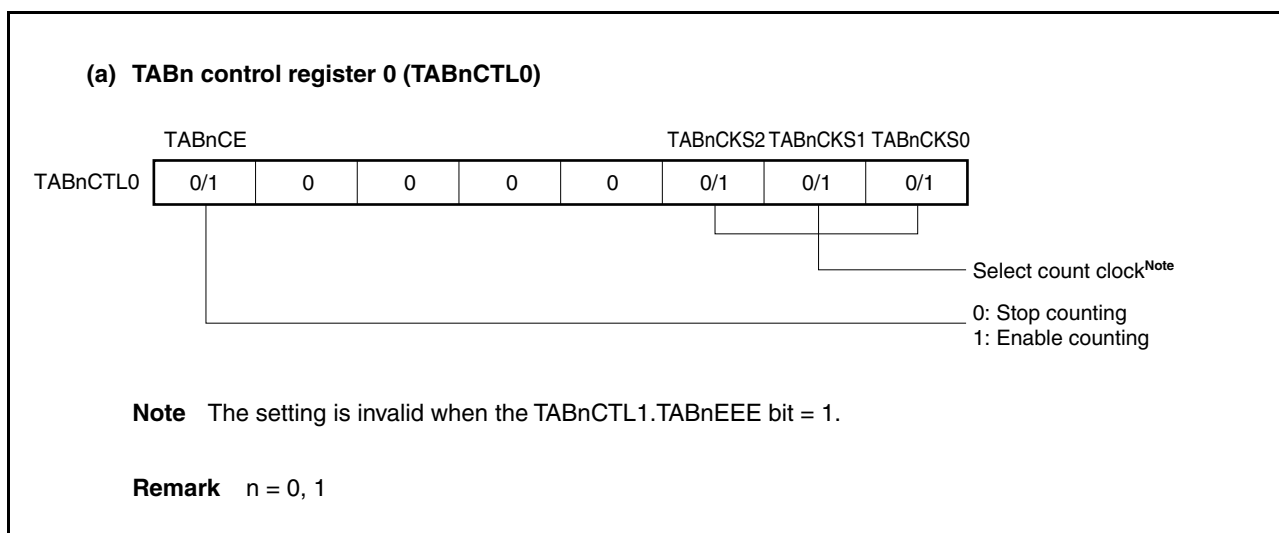 (a) TABn control register 0 (TABnCTL0)
TABnCE TABnCKS2 TABnCKS1 TABnCKS0
TABnCTL0 0/1 0 0 0 0 0/1 0/1 0/1
Select count clockNote
0: Stop counting
1: Enable counting
Note The setting is invalid when the TABnCTL1.TABnEEE bit = 1.
Remark n = 0, 1